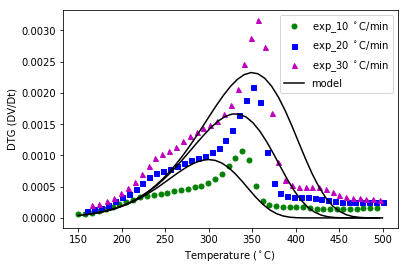 exp_10 °C/min
exp_20 °C/min
exp_30 °C/min
model
DTG (DV/Dt)
0.0030
0.0025
0.0020
0.0015
0.0010
0.0005
0.0000
150 200 250 300 350 400 450 500
Temperature (°C)